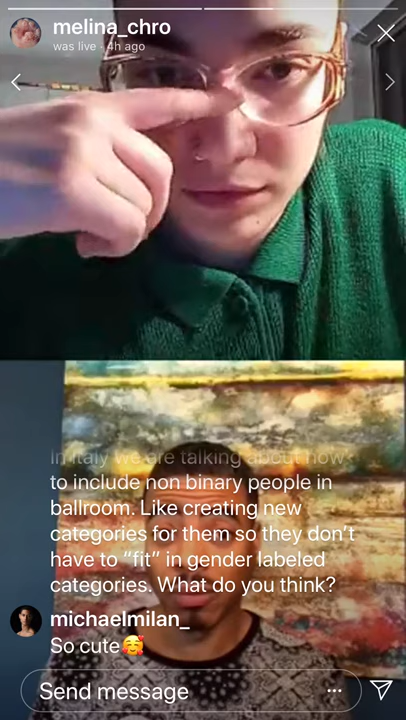 melina_chro
was live · 4h ago
In Italy we are talking about how
to include non binary people in
ballroom. Like creating new
categories for them so they don't
have to “fit” in gender labeled
categories. What do you think?
michaelmilan_
So cute🥰
Send message